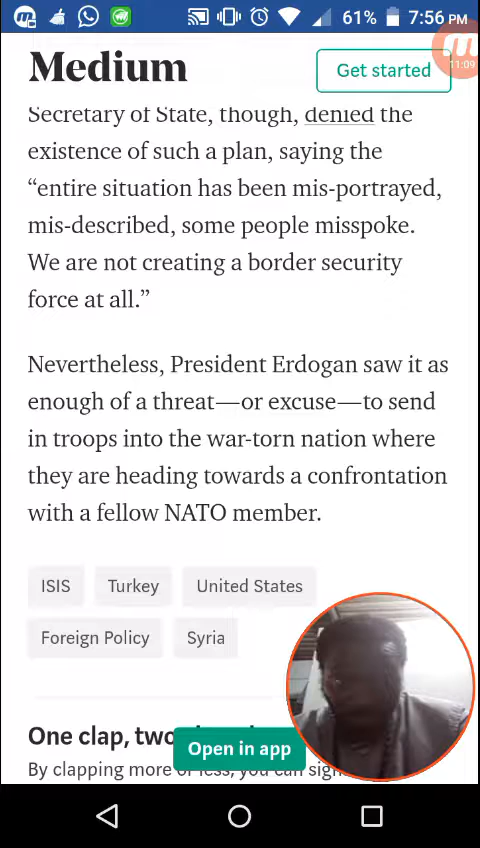 61% 7:56 PM
Medium
Get started
11:09
Secretary of State, though, denied the
existence of such a plan, saying the
“entire situation has been mis-portrayed,
mis-described, some people misspoke.
We are not creating a border security
force at all.”
Nevertheless, President Erdogan saw it as
enough of a threat—or excuse—to send
in troops into the war-torn nation where
they are heading towards a confrontation
with a fellow NATO member.
ISIS Turkey United States
Foreign Policy Syria
One clap, two
Open in app
By clapping more or less, you can